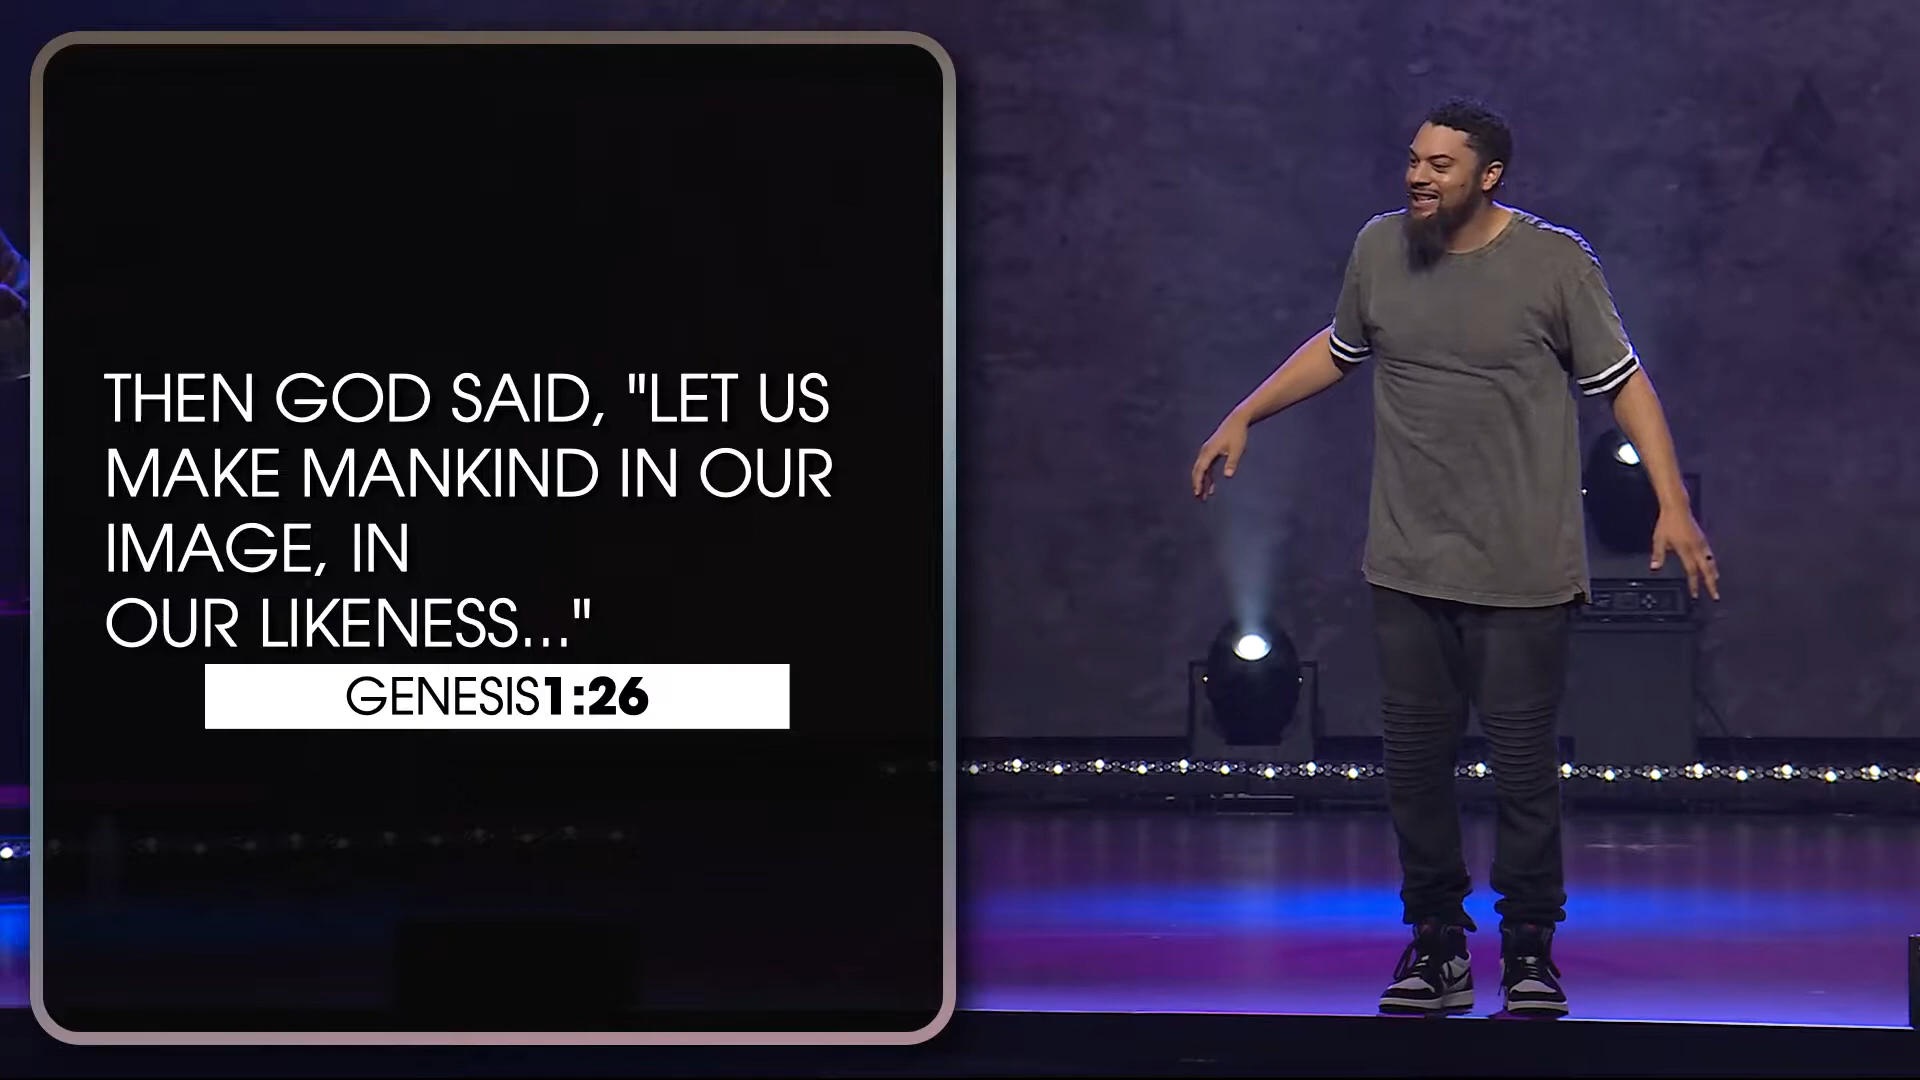 THEN GOD SAID, "LET US
MAKE MANKIND IN OUR
IMAGE, IN
OUR LIKENESS..."
GENESIS1:26